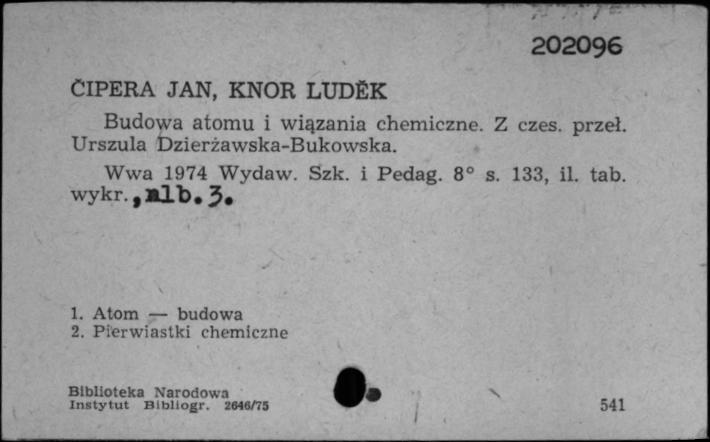 202096
ČIPERA JAN, KNOR LUDĚK
Budowa atomu i wiązania chemiczne. Z czes. przeł.
Urszula Dzierżawska-Bukowska.
Wwa 1974 Wydaw. Szk. i Pedag. 8° s. 133, il. tab.
wykr., nlb. 3.
1. Atom — budowa
2. Pierwiastki chemiczne
Biblioteka Narodowa
Instytut Bibliogr. 2646/75
541